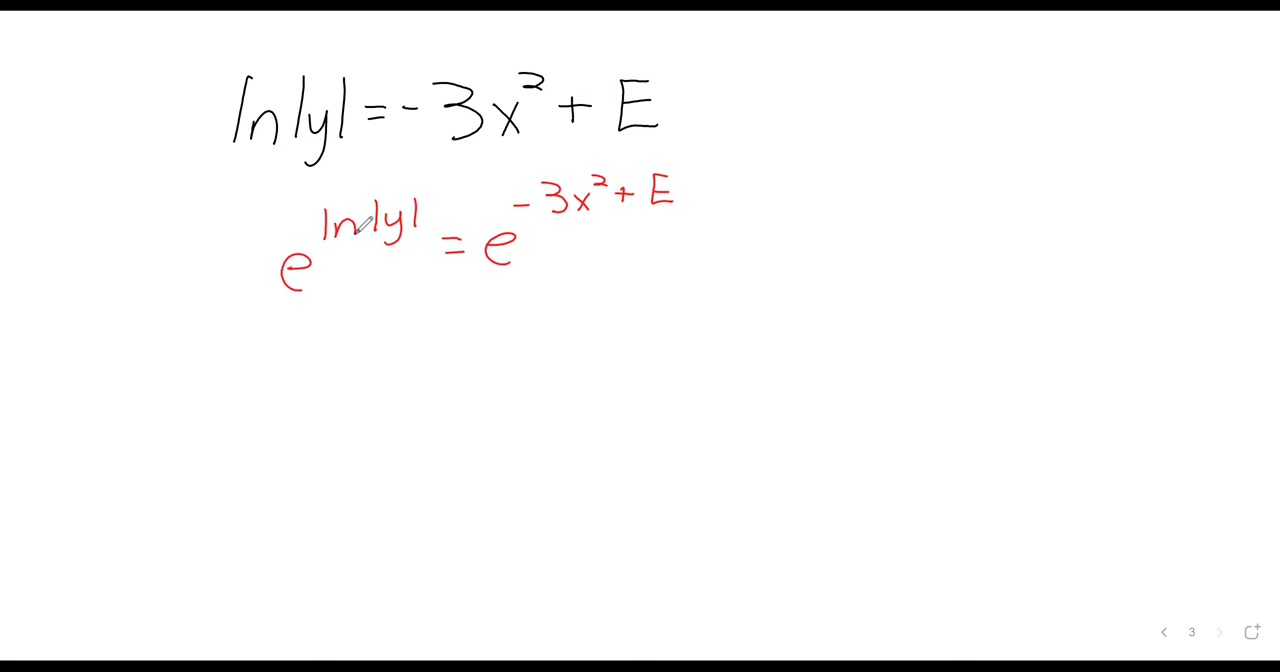 ln|y| = -3x² + E
e^{ln|y|} = e^{-3x² + E}
3